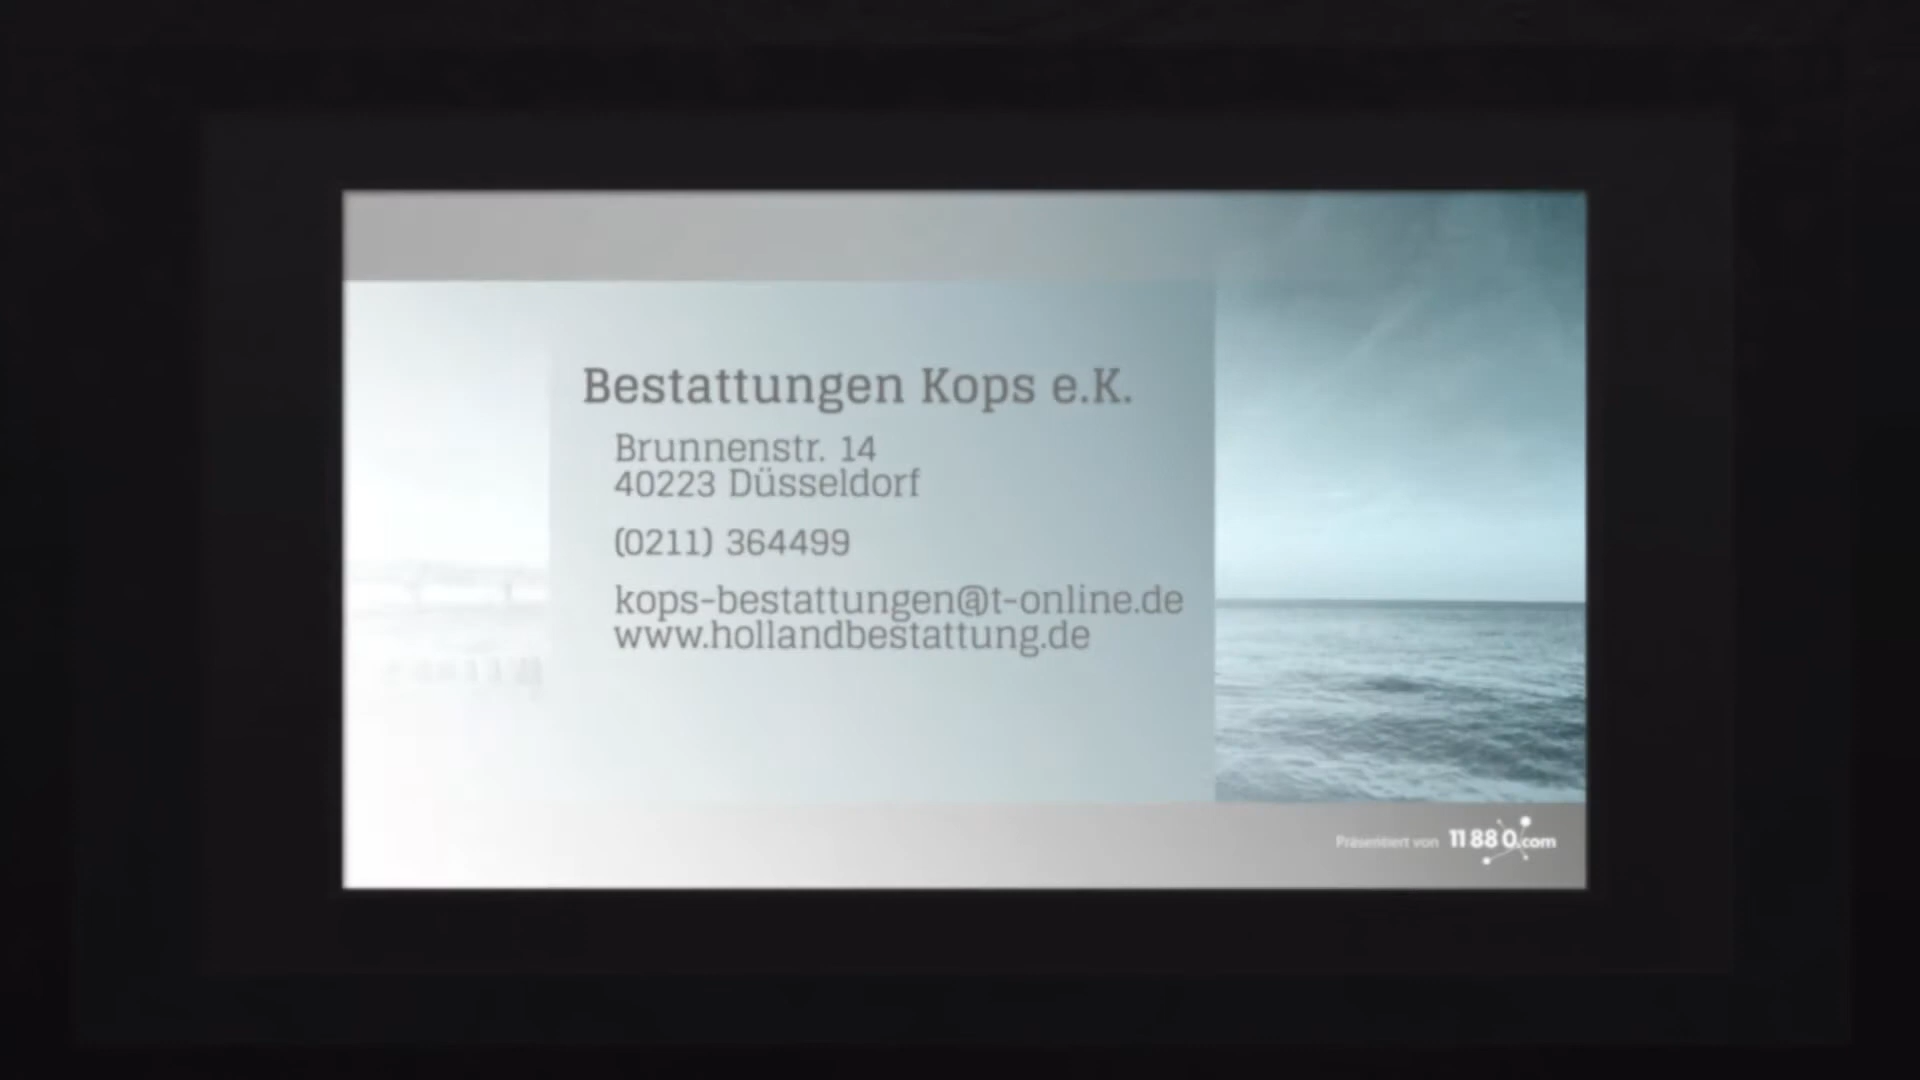 Bestattungen Kops e.K.
Brunnenstr. 14
40223 Düsseldorf
(0211) 364499
kops-bestattungen@t-online.de
www.hollandbestattung.de
Präsentiert von 11880.com